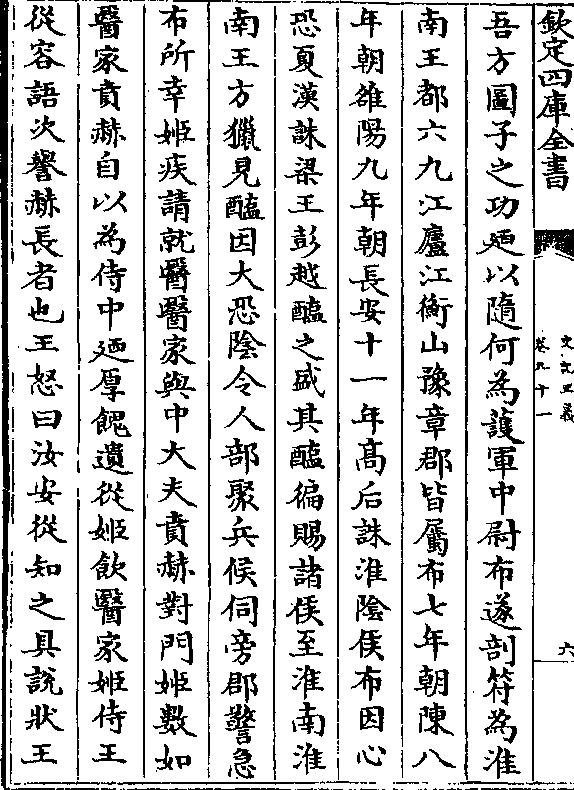 欽定四庫全書
史記正義
卷九十一
六
吾方圖子之功廼以隨何為護軍中尉布遂剖符為淮
南王都六九江廬江衡山豫章郡皆屬布七年朝陳八
年朝雒陽九年朝長安十一年髙后誅淮陰侯布因心
恐夏漢誅梁王彭越醢之盛其醢徧賜諸侯至淮南淮
南王方獵見醢因大恐陰令人部聚兵候伺旁郡警急
布所幸姬疾請就醫醫家與中大夫賁赫對門姬數如
醫家賁赫自以為侍中廼厚餽遺從姬飲醫家姬侍王
從容語次譽赫長者也王怒曰汝安從知之具說狀王